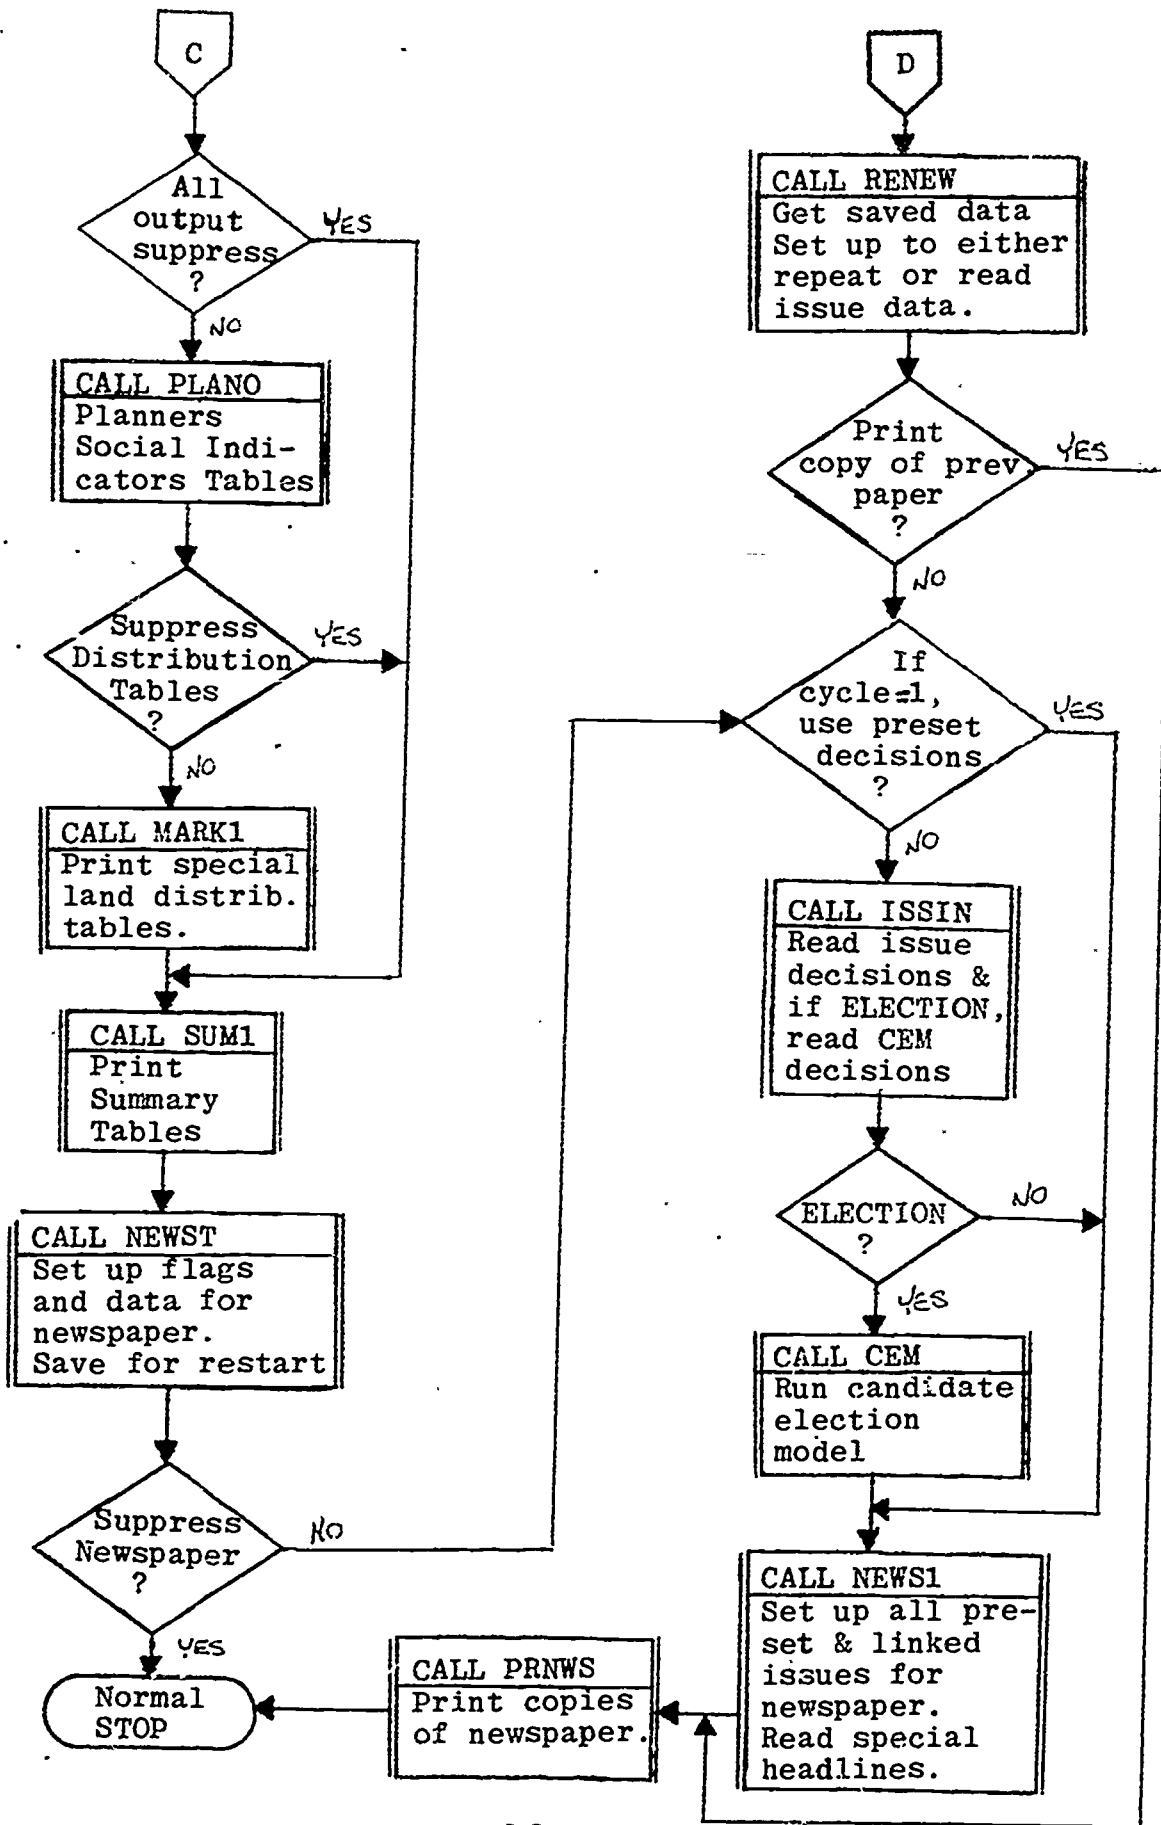 C
All
output
suppress
?
YES
NO
CALL PLANO
Planners
Social Indi-
cators Tables
Suppress
Distribution
Tables
?
YES
NO
CALL MARK1
Print special
land distrib.
tables.
CALL SUM1
Print
Summary
Tables
CALL NEWST
Set up flags
and data for
newspaper.
Save for restart
Suppress
Newspaper
?
NO
YES
Normal
STOP
D
CALL RENEW
Get saved data
Set up to either
repeat or read
issue data.
Print
copy of prev
paper
?
YES
NO
If
cycle=1,
use preset
decisions
?
YES
NO
CALL ISSIN
Read issue
decisions &
if ELECTION,
read CEM
decisions
ELECTION
?
NO
YES
CALL CEM
Run candidate
election
model
CALL NEWS1
Set up all pre-
set & linked
issues for
newspaper.
Read special
headlines.
CALL PRNWS
Print copies
of newspaper.